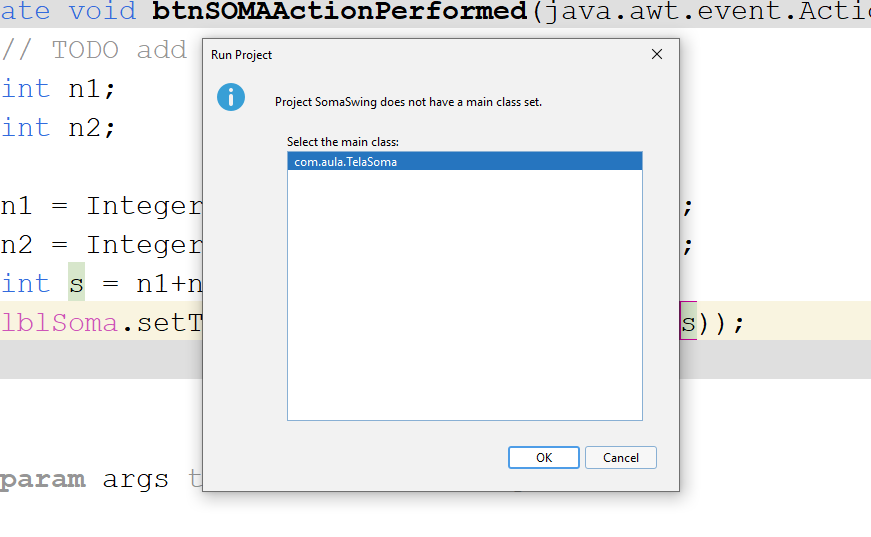 ate void btnSOMAActionPerformed(java.awt.event.Actio
// TODO add
Run Project
int n1;
Project SomaSwing does not have a main class set.
int n2;
Select the main class:
com.aula.TelaSoma
n1 = Integer ;
n2 = Integer ;
int s = n1+n
lblSoma.setT s));
OK Cancel
param args t